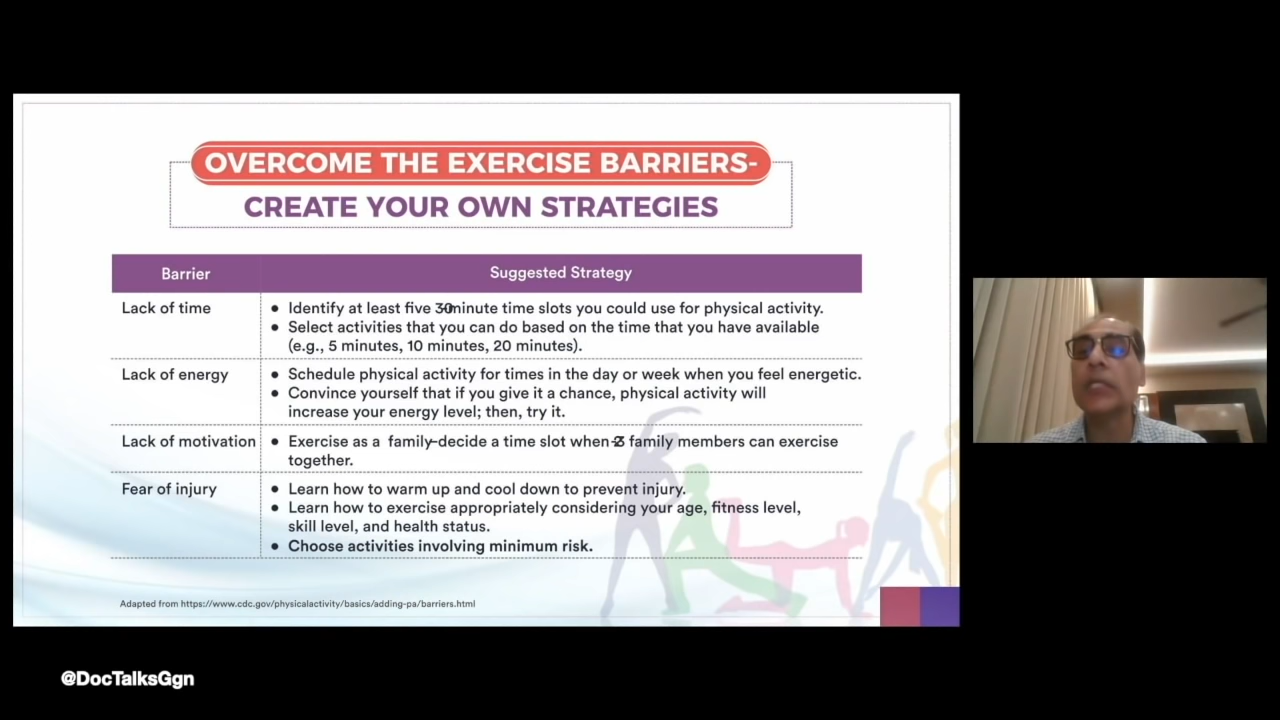 OVERCOME THE EXERCISE BARRIERS-
CREATE YOUR OWN STRATEGIES
Barrier
Suggested Strategy
Lack of time
• Identify at least five 30-minute time slots you could use for physical activity.
• Select activities that you can do based on the time that you have available
(e.g., 5 minutes, 10 minutes, 20 minutes).
Lack of energy
• Schedule physical activity for times in the day or week when you feel energetic.
• Convince yourself that if you give it a chance, physical activity will
increase your energy level; then, try it.
Lack of motivation
• Exercise as a family-decide a time slot when family members can exercise
together.
Fear of injury
• Learn how to warm up and cool down to prevent injury.
• Learn how to exercise appropriately considering your age, fitness level,
skill level, and health status.
• Choose activities involving minimum risk.
Adapted from https://www.cdc.gov/physicalactivity/basics/adding-pa/barriers.html
@DocTalksGgn